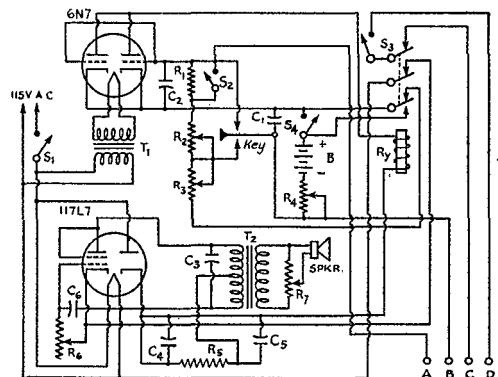 6N7
115V A C
S1
T1
C2
R1
S2
R2
R3
Key
C1
S4
+
B
-
R4
S3
Ry
117L7
C6
R6
C3
T2
SPKR.
R7
C4
R5
C5
A B C D